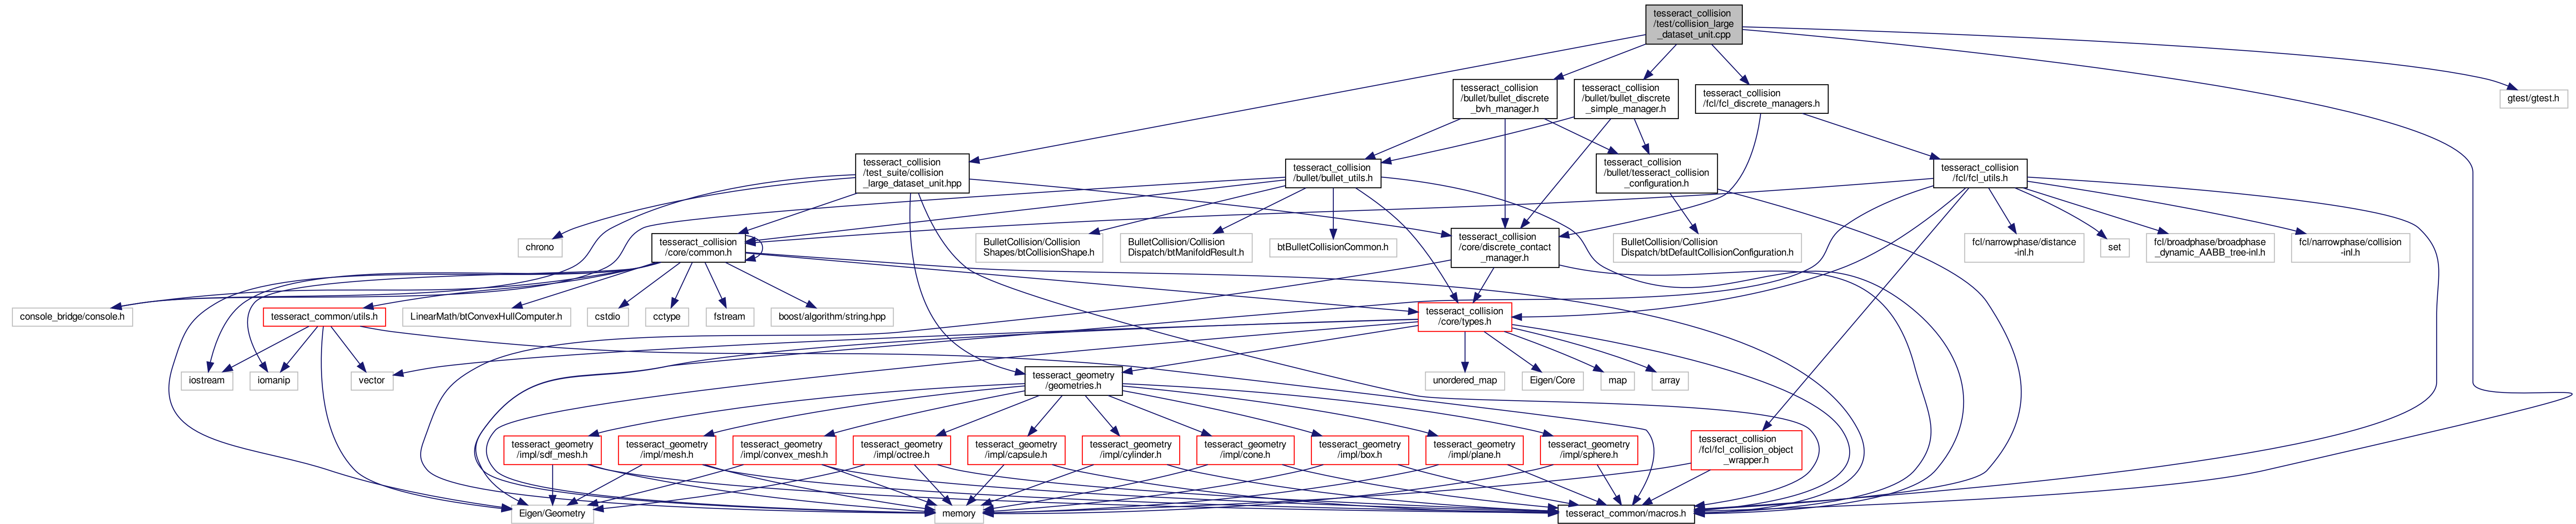 tesseract_collision
/test/collision_large
_dataset_unit.cpp
tesseract_collision
/bullet/bullet_discrete
_bvh_manager.h
tesseract_collision
/bullet/bullet_discrete
_simple_manager.h
tesseract_collision
/fcl/fcl_discrete_managers.h
gtest/gtest.h
tesseract_collision
/test_suite/collision
_large_dataset_unit.hpp
tesseract_collision
/bullet/bullet_utils.h
tesseract_collision
/bullet/tesseract_collision
_configuration.h
tesseract_collision
/fcl/fcl_utils.h
chrono
tesseract_collision
/core/common.h
BulletCollision/Collision
Shapes/btCollisionShape.h
BulletCollision/Collision
Dispatch/btManifoldResult.h
btBulletCollisionCommon.h
tesseract_collision
/core/discrete_contact
_manager.h
BulletCollision/Collision
Dispatch/btDefaultCollisionConfiguration.h
fcl/narrowphase/distance
-inl.h
set
fcl/broadphase/broadphase
_dynamic_AABB_tree-inl.h
fcl/narrowphase/collision
-inl.h
console_bridge/console.h
tesseract_common/utils.h
LinearMath/btConvexHullComputer.h
cstdio
cctype
fstream
boost/algorithm/string.hpp
tesseract_collision
/core/types.h
iostream
iomanip
vector
tesseract_geometry
/geometries.h
unordered_map
Eigen/Core
map
array
tesseract_geometry
/impl/sdf_mesh.h
tesseract_geometry
/impl/mesh.h
tesseract_geometry
/impl/convex_mesh.h
tesseract_geometry
/impl/octree.h
tesseract_geometry
/impl/capsule.h
tesseract_geometry
/impl/cylinder.h
tesseract_geometry
/impl/cone.h
tesseract_geometry
/impl/box.h
tesseract_geometry
/impl/plane.h
tesseract_geometry
/impl/sphere.h
tesseract_collision
/fcl/fcl_collision_object
_wrapper.h
Eigen/Geometry
memory
tesseract_common/macros.h